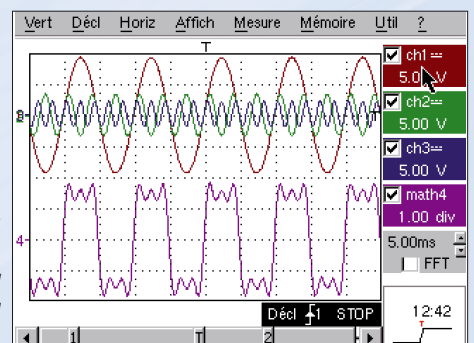 Vert Décl Horiz Affich Mesure Mémoire Util ?
T
ch1
5.0 V
ch2
5.00 V
ch3
5.00 V
math4
1.00 div
4-
5.00ms
FFT
Décl 1 STOP
12:42
1 T 2